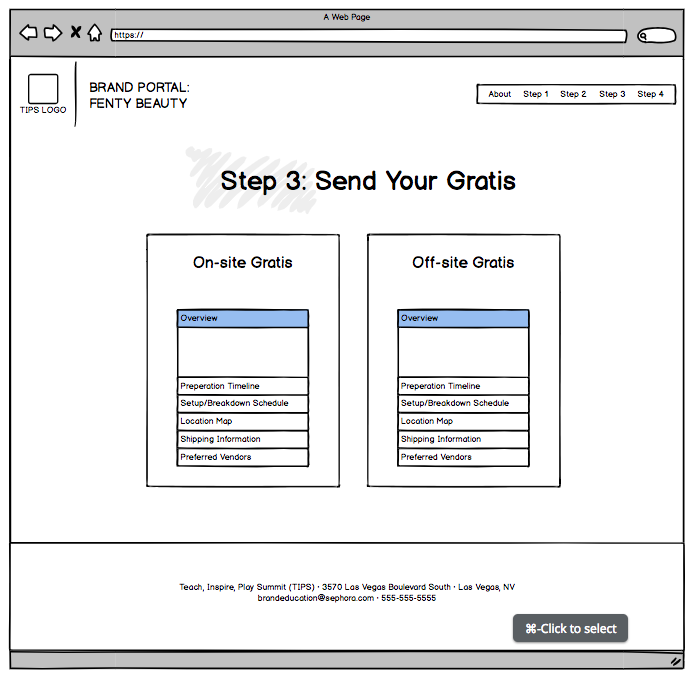 A Web Page
https://
TIPS LOGO
BRAND PORTAL:
FENTY BEAUTY
About Step 1 Step 2 Step 3 Step 4
Step 3: Send Your Gratis
On-site Gratis
Overview
Preperation Timeline
Setup/Breakdown Schedule
Location Map
Shipping Information
Preferred Vendors
Off-site Gratis
Overview
Preperation Timeline
Setup/Breakdown Schedule
Location Map
Shipping Information
Preferred Vendors
Teach, Inspire, Play Summit (TIPS) · 3570 Las Vegas Boulevard South · Las Vegas, NV
brandeducation@sephora.com · 555-555-5555
⌘-Click to select